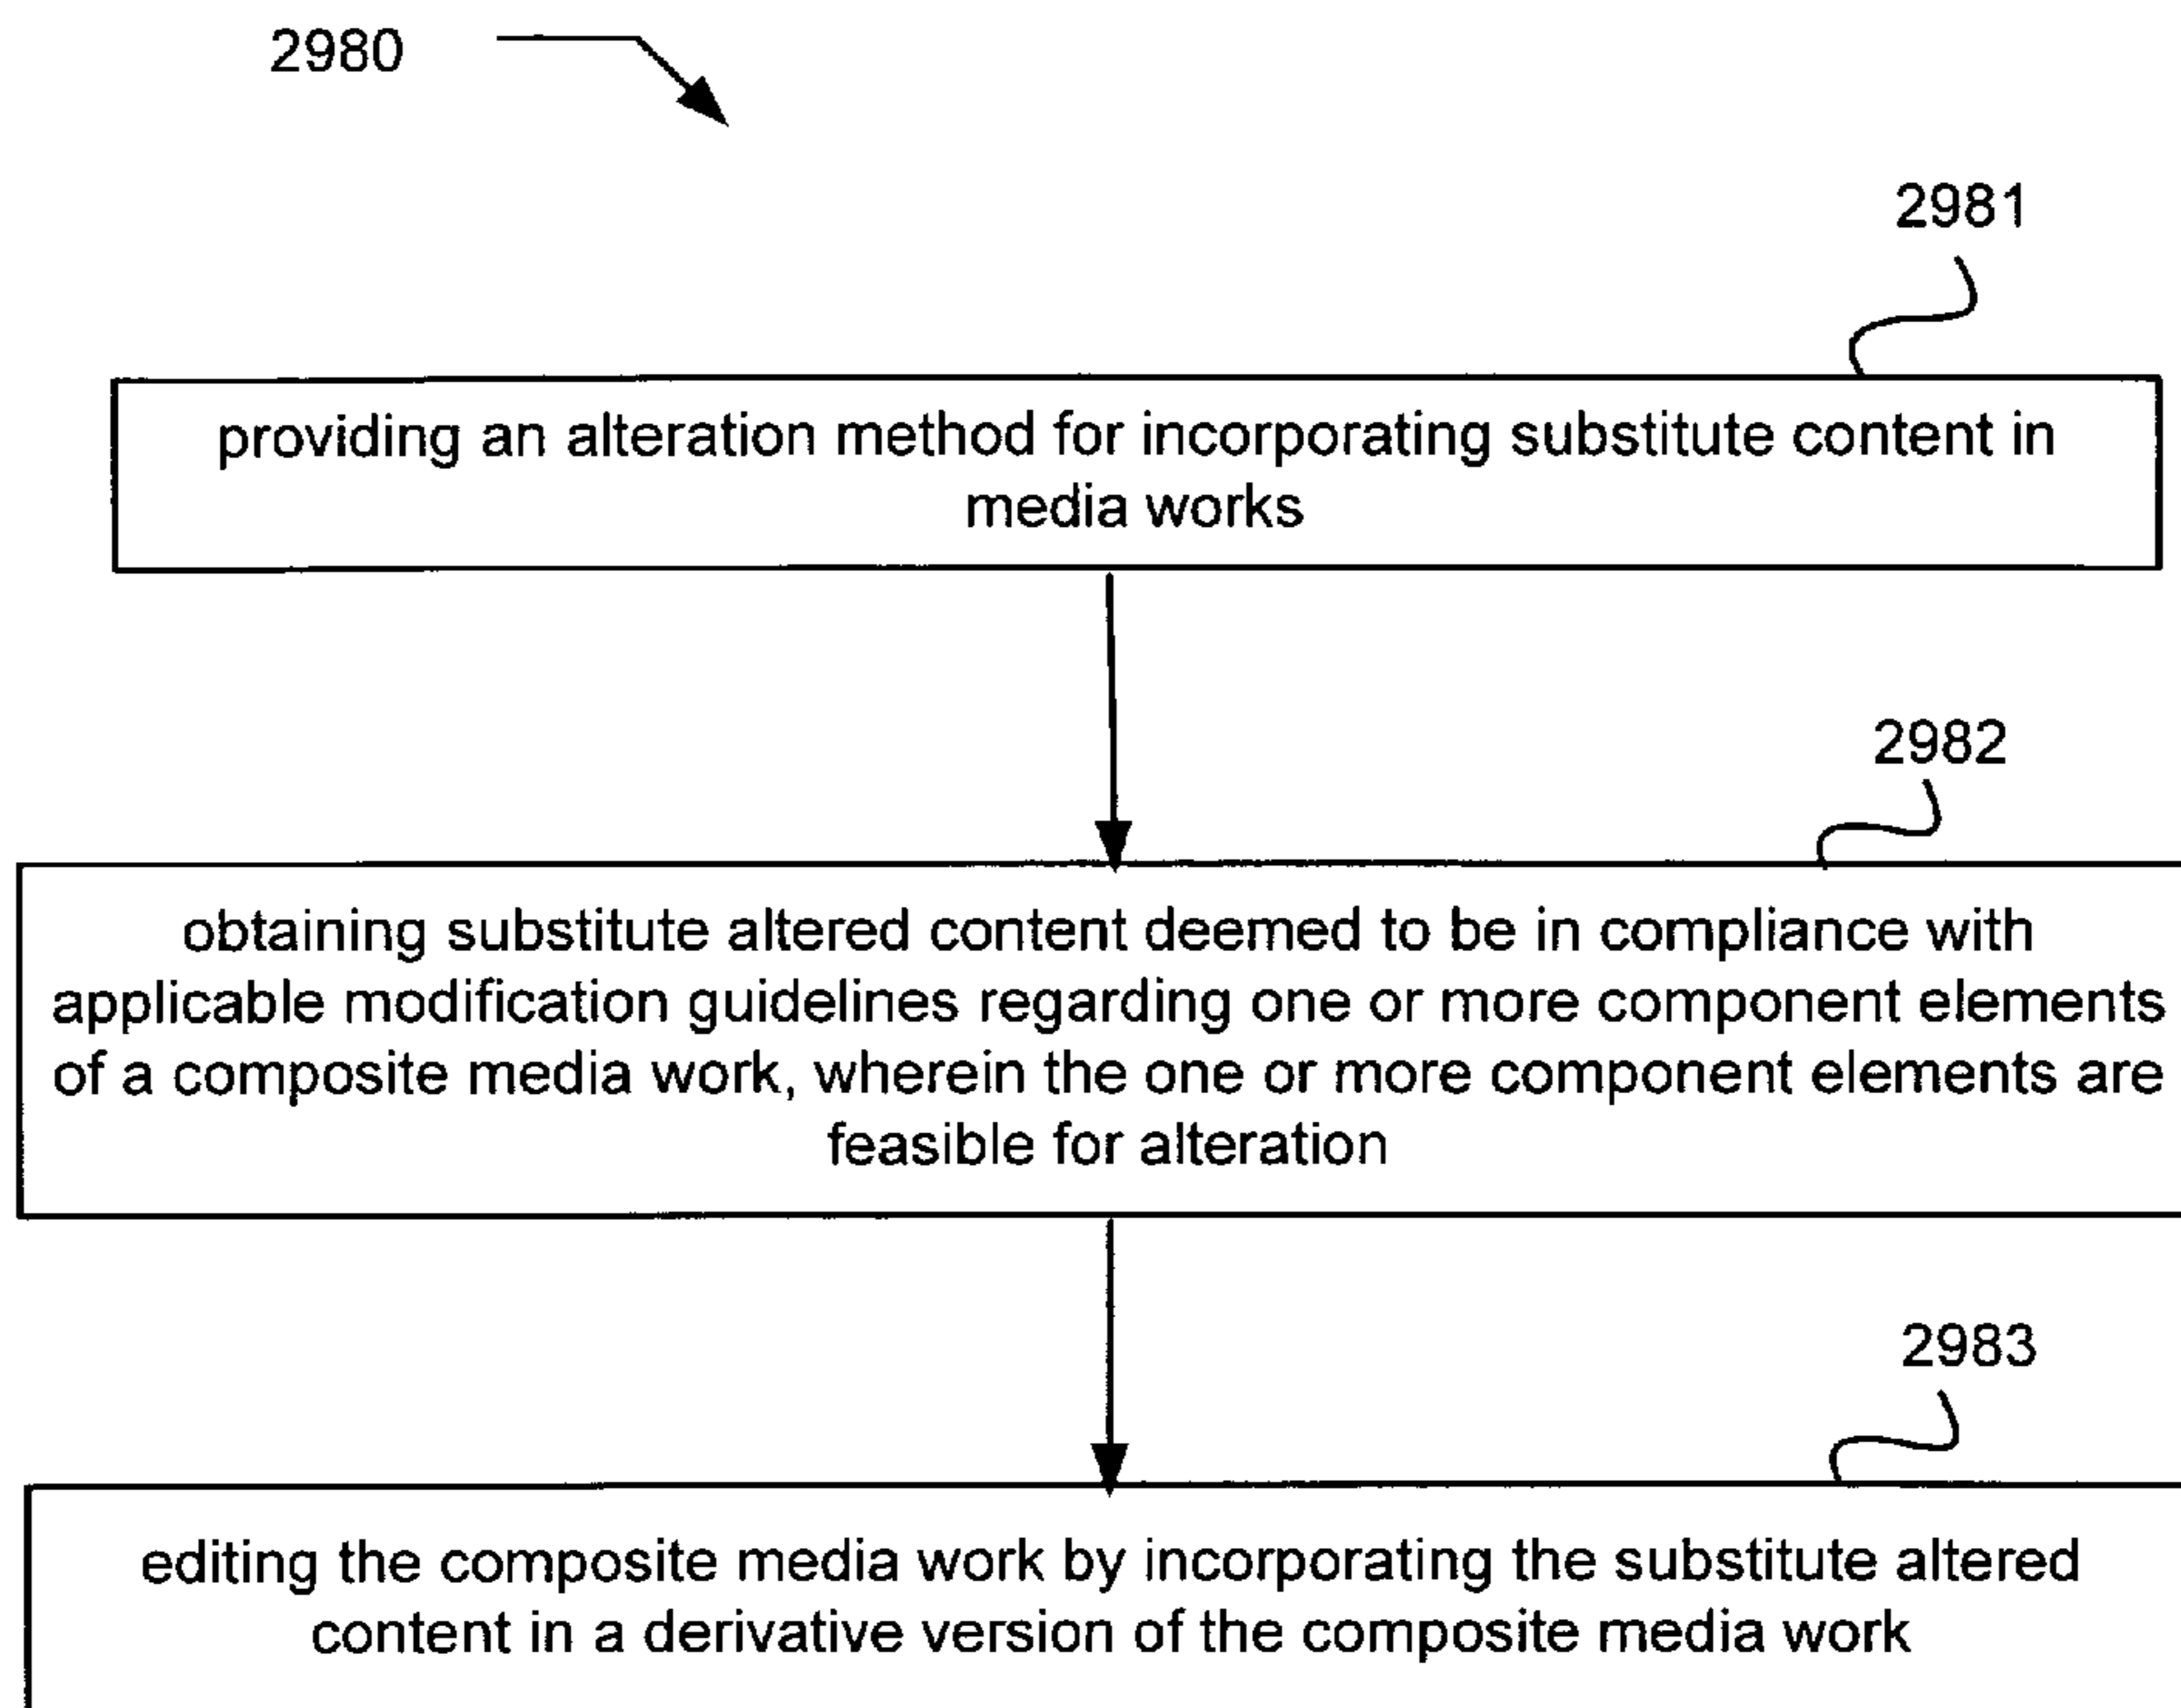 2980
2981
providing an alteration method for incorporating substitute content in
media works
2982
obtaining substitute altered content deemed to be in compliance with
applicable modification guidelines regarding one or more component elements
of a composite media work, wherein the one or more component elements are
feasible for alteration
2983
editing the composite media work by incorporating the substitute altered
content in a derivative version of the composite media work